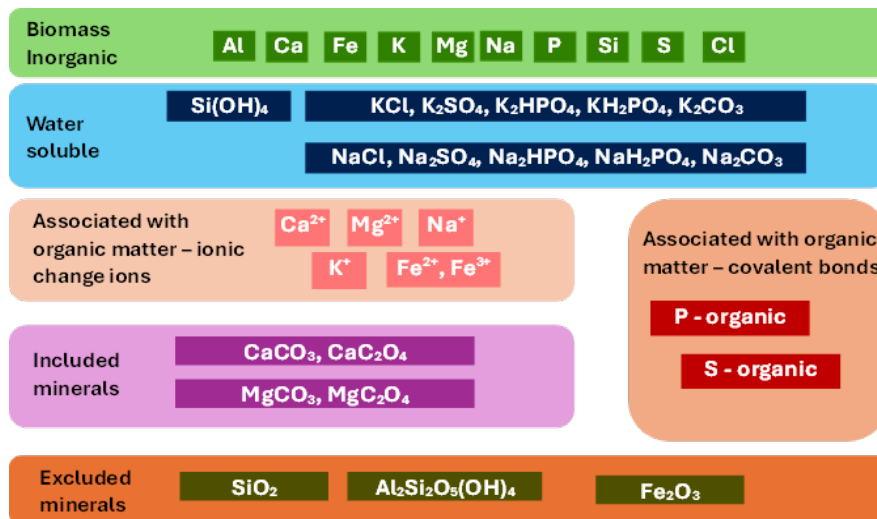 Biomass
Inorganic
Al Ca Fe K Mg Na P Si S Cl
Water
soluble
Si(OH)₄
KCl, K₂SO₄, K₂HPO₄, KH₂PO₄, K₂CO₃
NaCl, Na₂SO₄, Na₂HPO₄, NaH₂PO₄, Na₂CO₃
Associated with
organic matter – ionic
change ions
Ca²⁺ Mg²⁺ Na⁺
K⁺ Fe²⁺, Fe³⁺
Associated with organic
matter – covalent bonds
P - organic
S - organic
Included
minerals
CaCO₃, CaC₂O₄
MgCO₃, MgC₂O₄
Excluded
minerals
SiO₂ Al₂Si₂O₅(OH)₄ Fe₂O₃